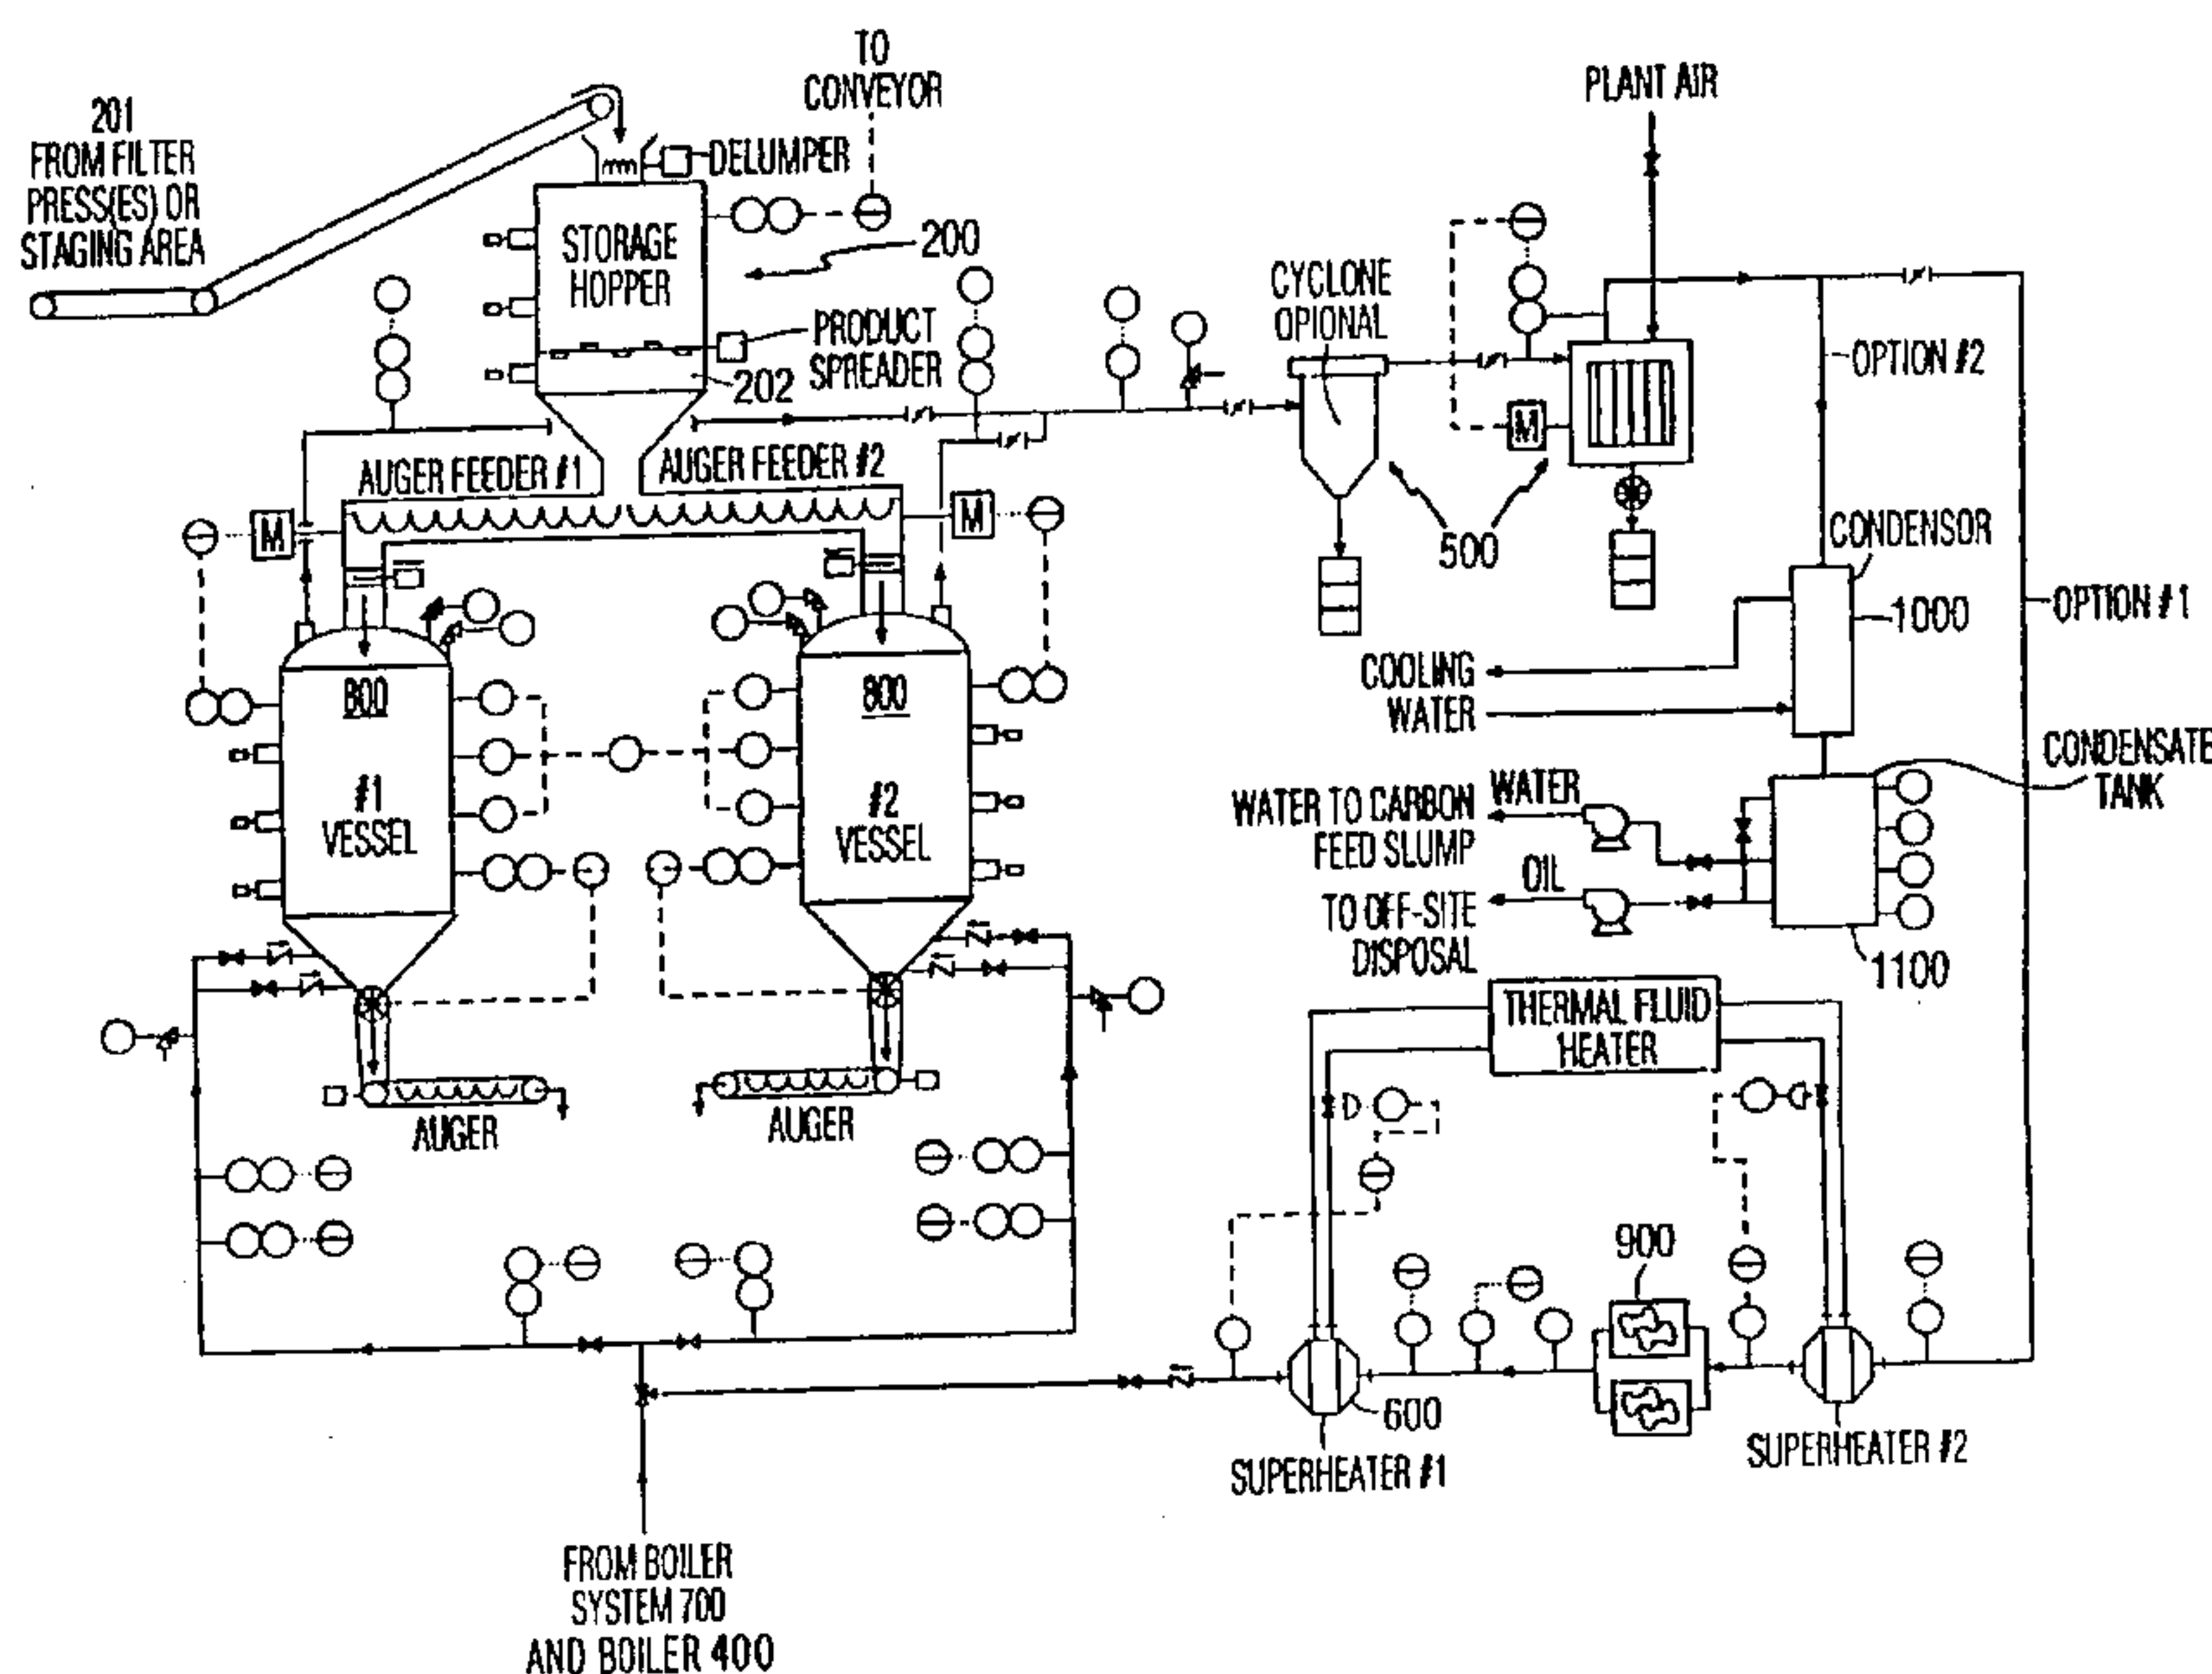 TO
CONVEYOR
PLANT AIR
201
FROM FILTER
PRESS(ES) OR
STAGING AREA
DELUMPER
STORAGE
HOPPER
200
PRODUCT
SPREADER
202
CYCLONE
OPIONAL
OPTION #2
AUGER FEEDER #1
AUGER FEEDER #2
M
M
M
500
CONDENSOR
1000
OPTION #1
COOLING
WATER
800
#1
VESSEL
800
#2
VESSEL
CONDENSATE
TANK
WATER TO CARBON
FEED SLUMP
WATER
OIL
TO OFF-SITE
DISPOSAL
1100
THERMAL FLUID
HEATER
AUGER
AUGER
900
600
SUPERHEATER #1
SUPERHEATER #2
FROM BOILER
SYSTEM 700
AND BOILER 400